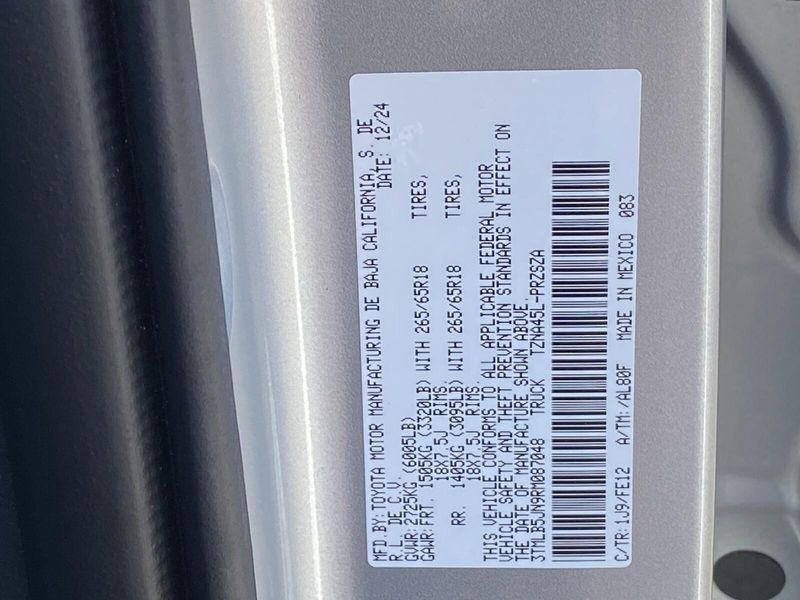 MFD.BY:TOYOTA MOTOR MANUFACTURING DE BAJA CALIFORNIA, S. DE
R.L. DE C.V. DATE: 12/24
GVWR:2725KG (6005LB)
GAWR:FRT. 1505KG (3320LB) WITH 265/65R18 TIRES,
18X7.5J RIMS.
RR. 1405KG (3095LB) WITH 265/65R18 TIRES,
18X7.5J RIMS.
THIS VEHICLE CONFORMS TO ALL APPLICABLE FEDERAL MOTOR
VEHICLE SAFETY AND THEFT PREVENTION STANDARDS IN EFFECT ON
THE DATE OF MANUFACTURE SHOWN ABOVE.
3TMLB5JN9RM087048 TRUCK TZNA45L-PRZSZA
C/TR:1J9/FE12 A/TM:/AL80F MADE IN MEXICO 083